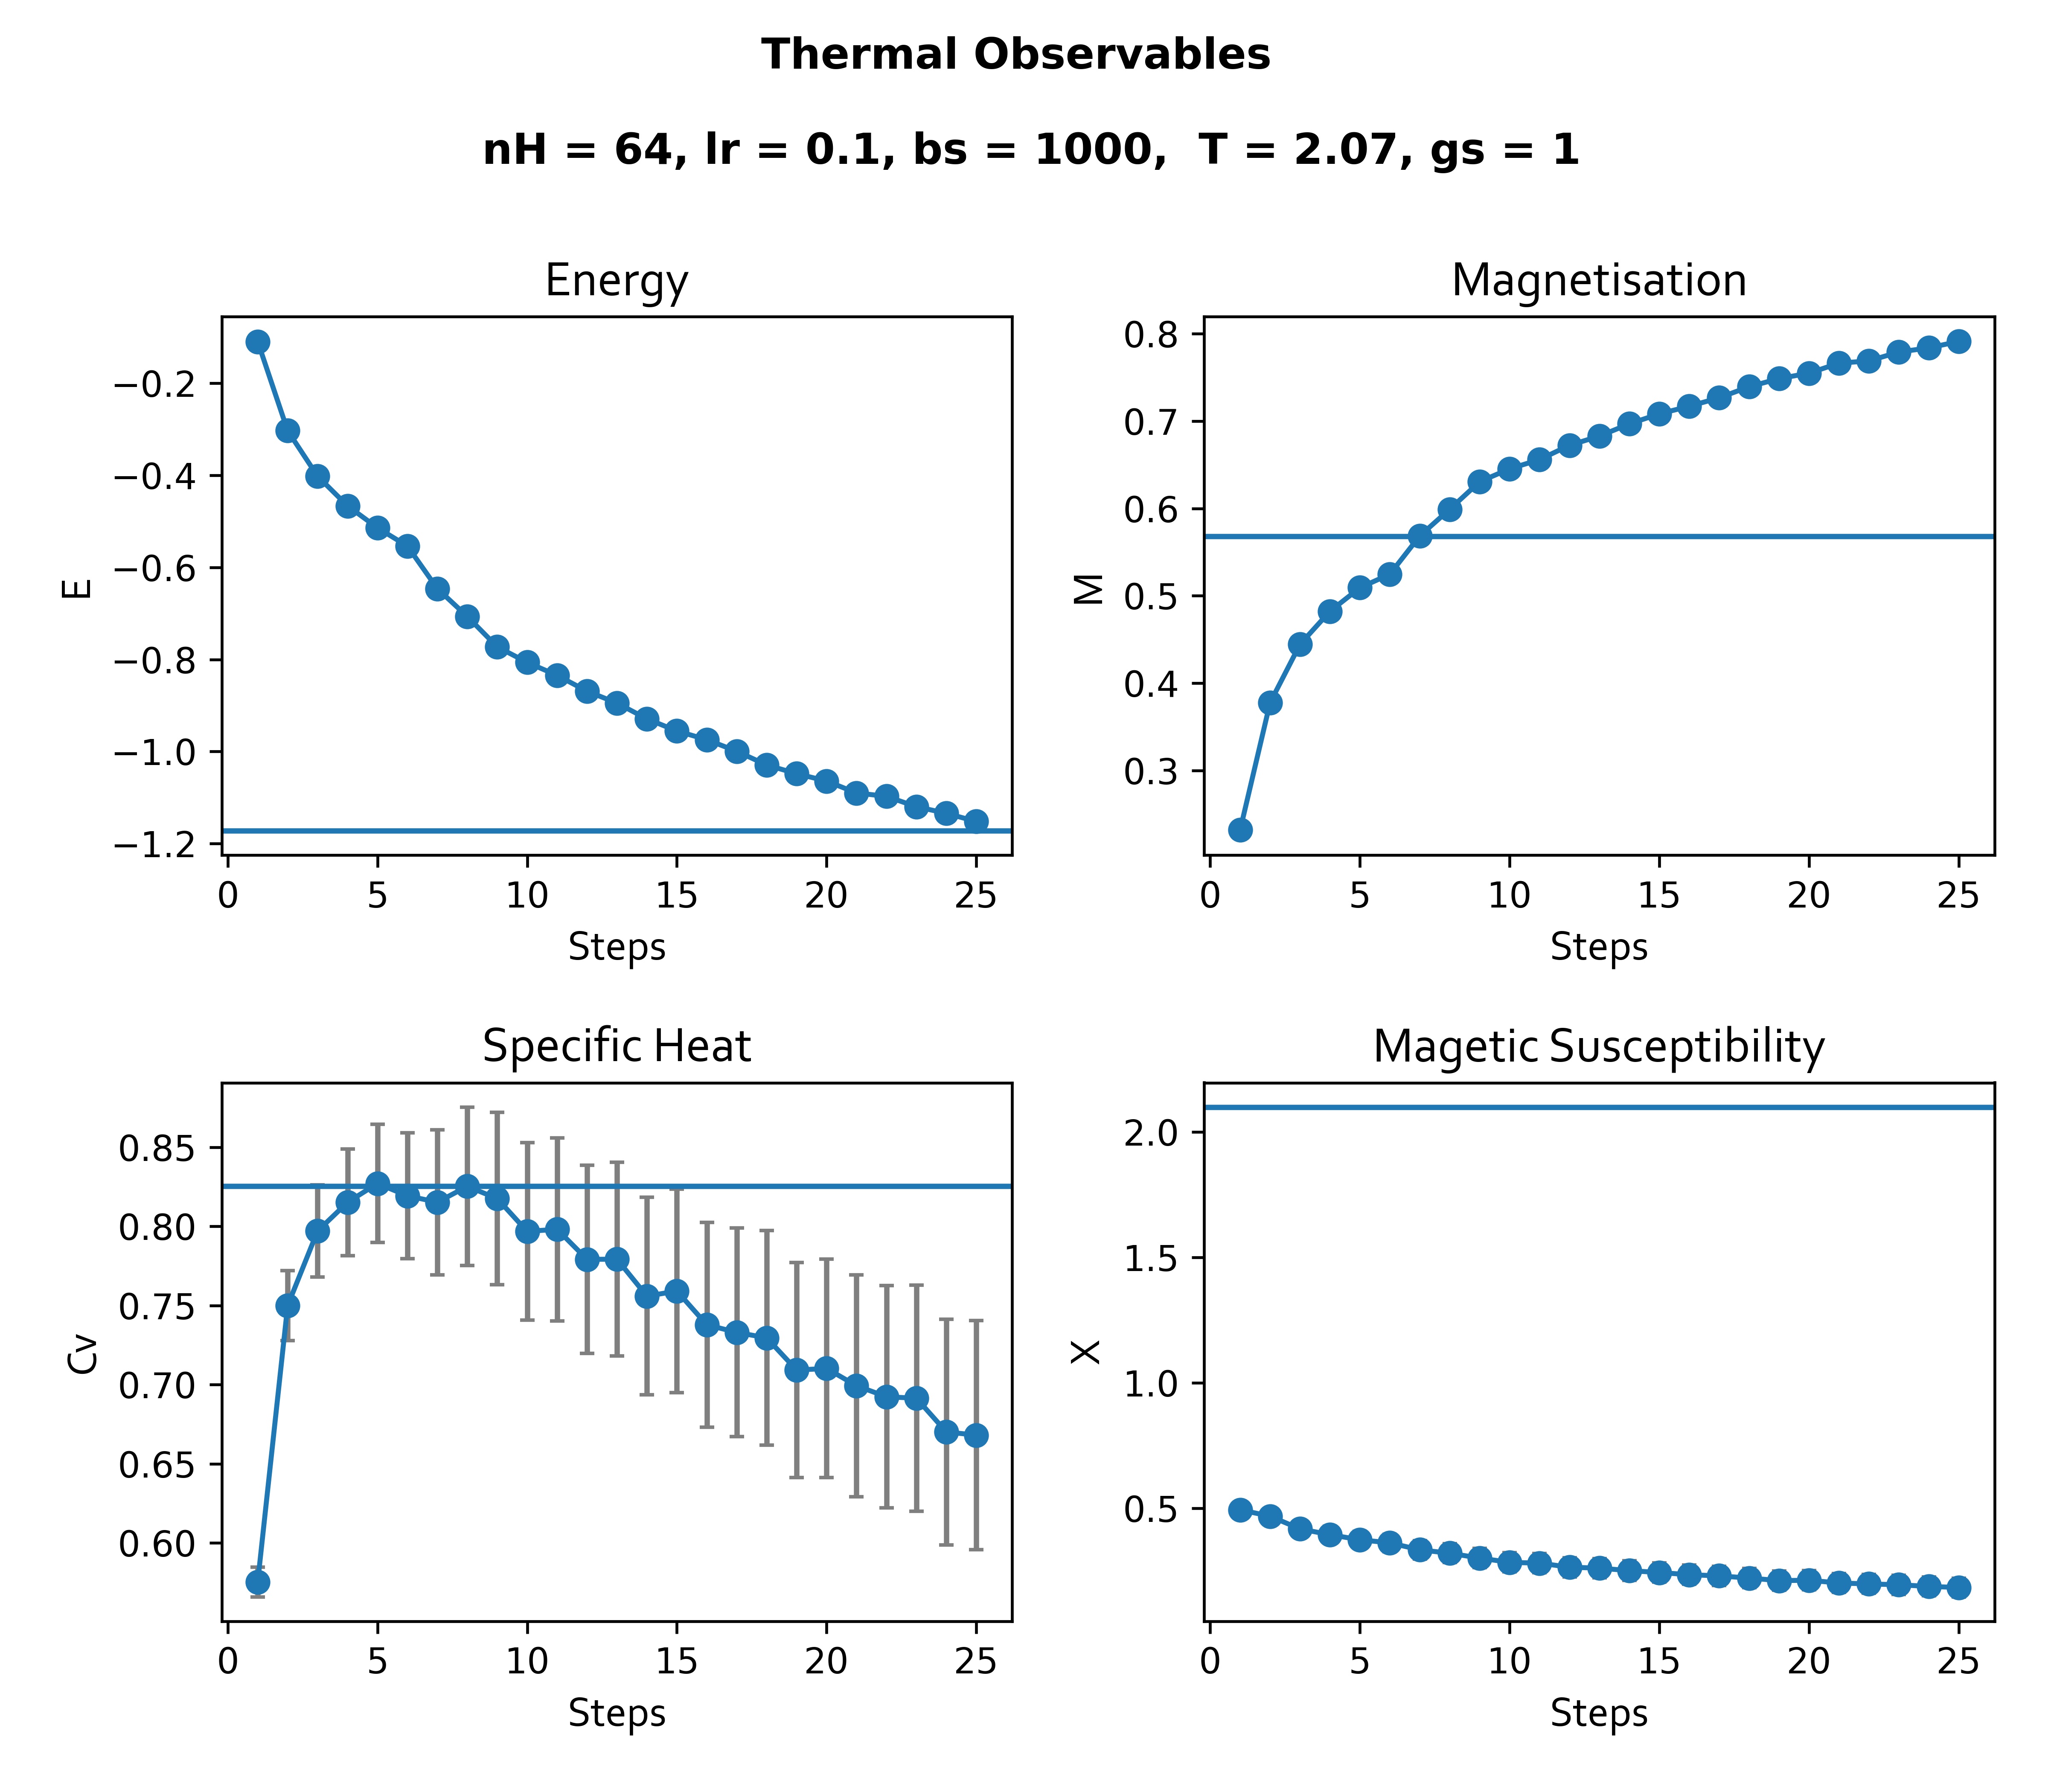 Thermal Observables
nH = 64, lr = 0.1, bs = 1000,  T = 2.07, gs = 1
Energy
E
−0.2
−0.4
−0.6
−0.8
−1.0
−1.2
0 5 10 15 20 25
Steps
Magnetisation
M
0.8
0.7
0.6
0.5
0.4
0.3
0 5 10 15 20 25
Steps
Specific Heat
Cv
0.85
0.80
0.75
0.70
0.65
0.60
0 5 10 15 20 25
Steps
Magetic Susceptibility
X
2.0
1.5
1.0
0.5
0 5 10 15 20 25
Steps